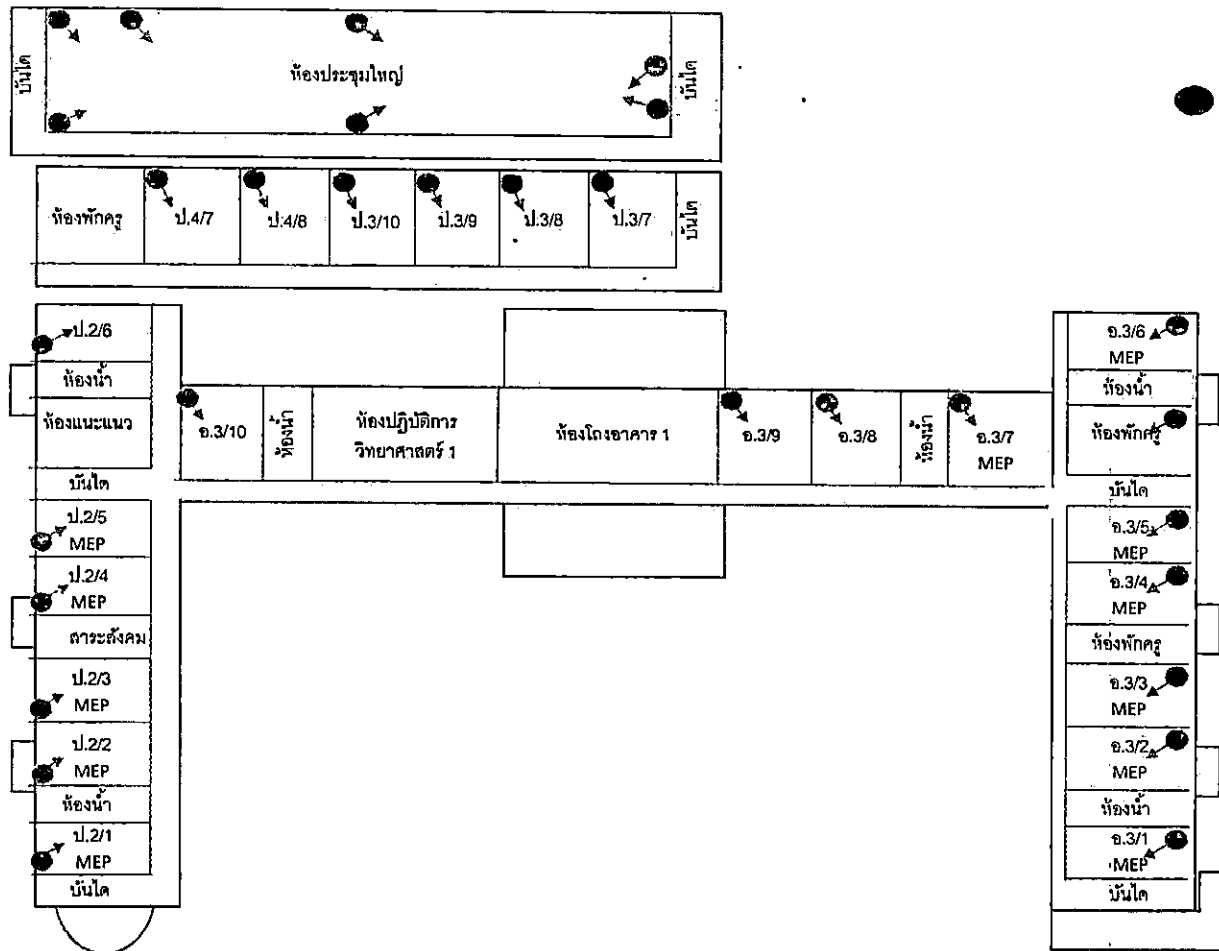 บันได
ห้องประชุมใหญ่
บันได
ห้องพักครู
ป.4/7
ป.4/8
ป.3/10
ป.3/9
ป.3/8
ป.3/7
บันได
ป.2/6
ห้องน้ำ
ห้องแนะแนว
บันได
ป.2/5
MEP
ป.2/4
MEP
สาระสังคม
ป.2/3
MEP
ป.2/2
MEP
ห้องน้ำ
ป.2/1
MEP
บันได
อ.3/10
ห้องน้ำ
ห้องปฏิบัติการ
วิทยาศาสตร์ 1
ห้องโถงอาคาร 1
อ.3/9
อ.3/8
ห้องน้ำ
อ.3/7
MEP
อ.3/6
MEP
ห้องน้ำ
ห้องพักครู
บันได
อ.3/5
MEP
อ.3/4
MEP
ห้องพักครู
อ.3/3
MEP
อ.3/2
MEP
ห้องน้ำ
อ.3/1
MEP
บันได